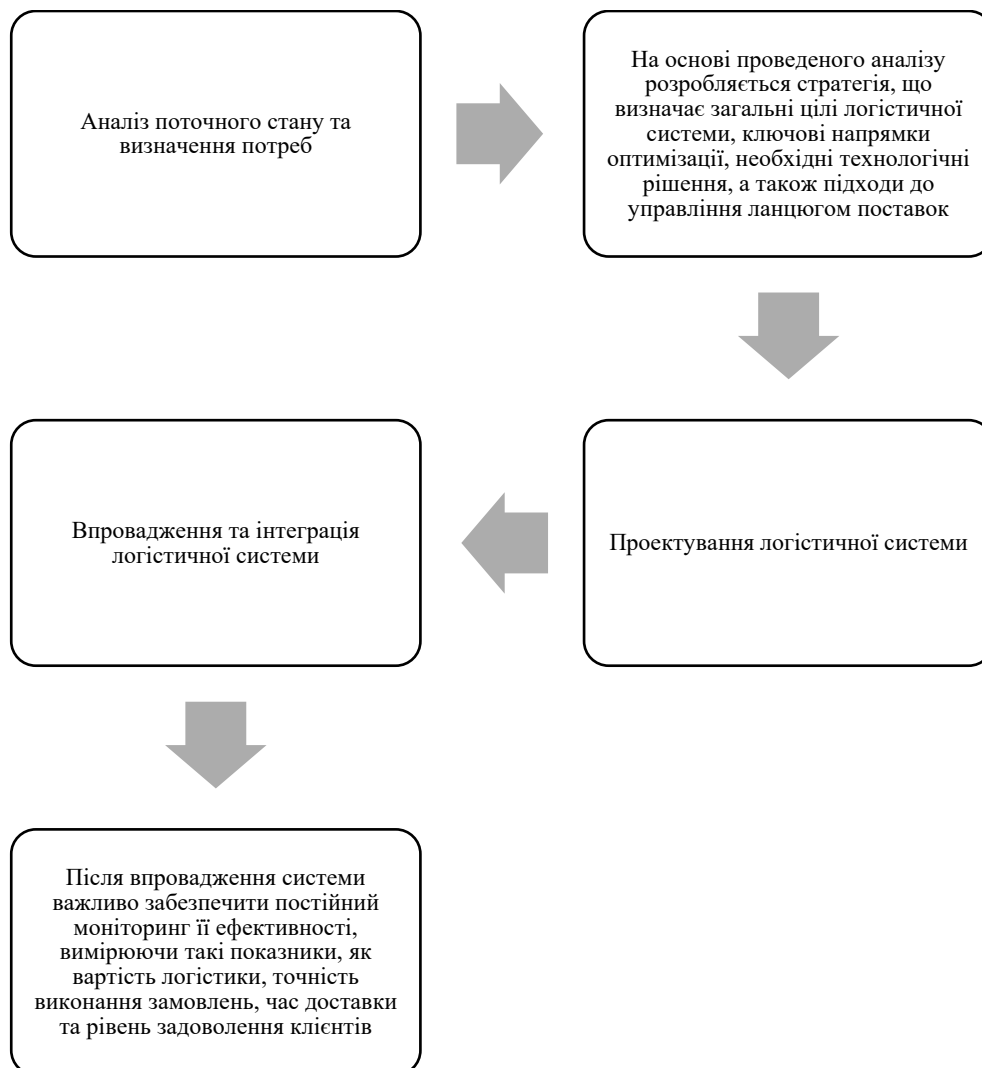 Аналіз поточного стану та
визначення потреб
На основі проведеного аналізу
розробляється стратегія, що
визначає загальні цілі логістичної
системи, ключові напрямки
оптимізації, необхідні технологічні
рішення, а також підходи до
управління ланцюгом поставок
Проектування логістичної системи
Впровадження та інтеграція
логістичної системи
Після впровадження системи
важливо забезпечити постійний
моніторинг її ефективності,
вимірюючи такі показники, як
вартість логістики, точність
виконання замовлень, час доставки
та рівень задоволення клієнтів